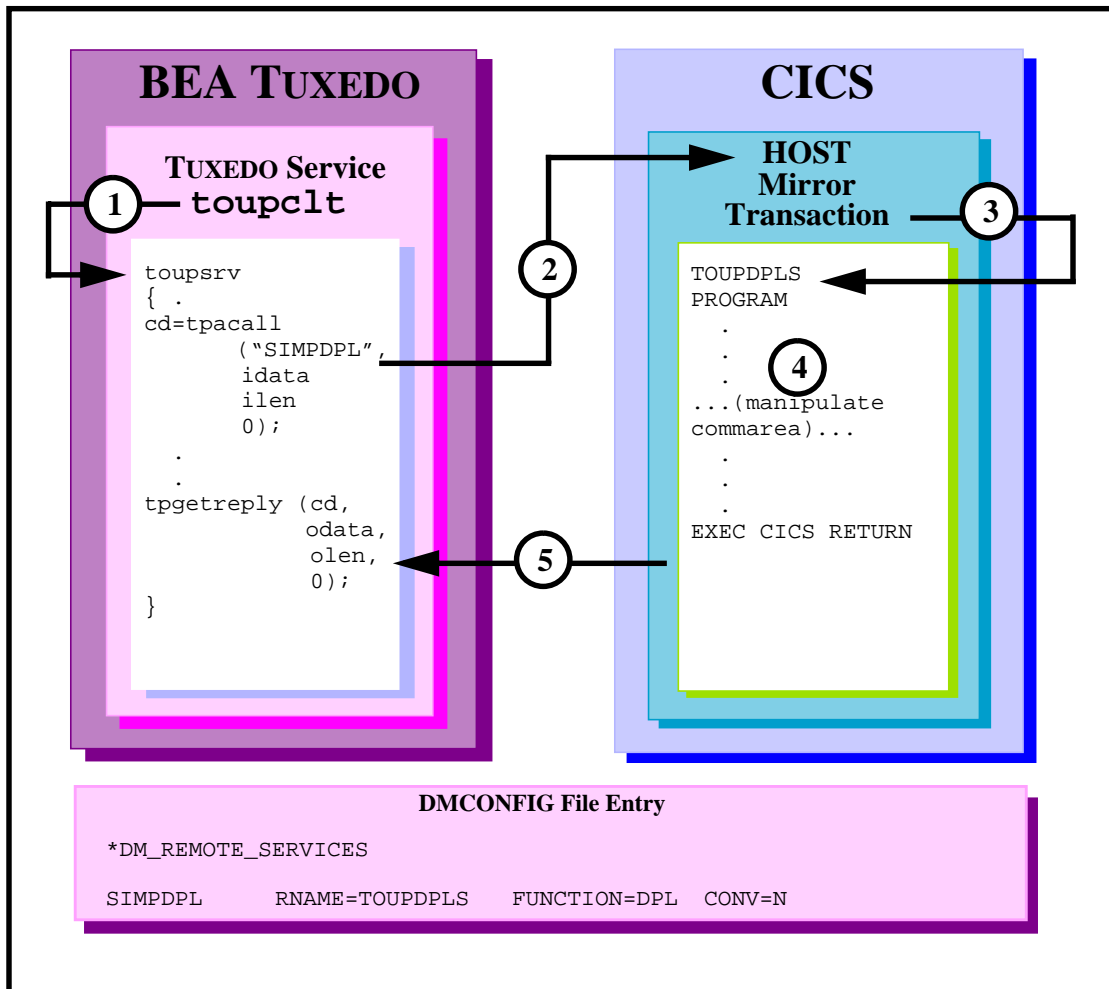 BEA TUXEDO
TUXEDO Service
toupclt
1
toupsrv
{ .
cd=tpacall
("SIMPDPL",
idata
ilen
0);
.
.
tpgetreply (cd,
odata,
olen,
0);
}
2
5
CICS
HOST
Mirror
Transaction
3
TOUPDPLS
PROGRAM
.
.
.
4
...(manipulate
commarea)...
.
.
.
EXEC CICS RETURN
DMCONFIG File Entry
*DM_REMOTE_SERVICES
SIMPDPL RNAME=TOUPDPLS FUNCTION=DPL CONV=N